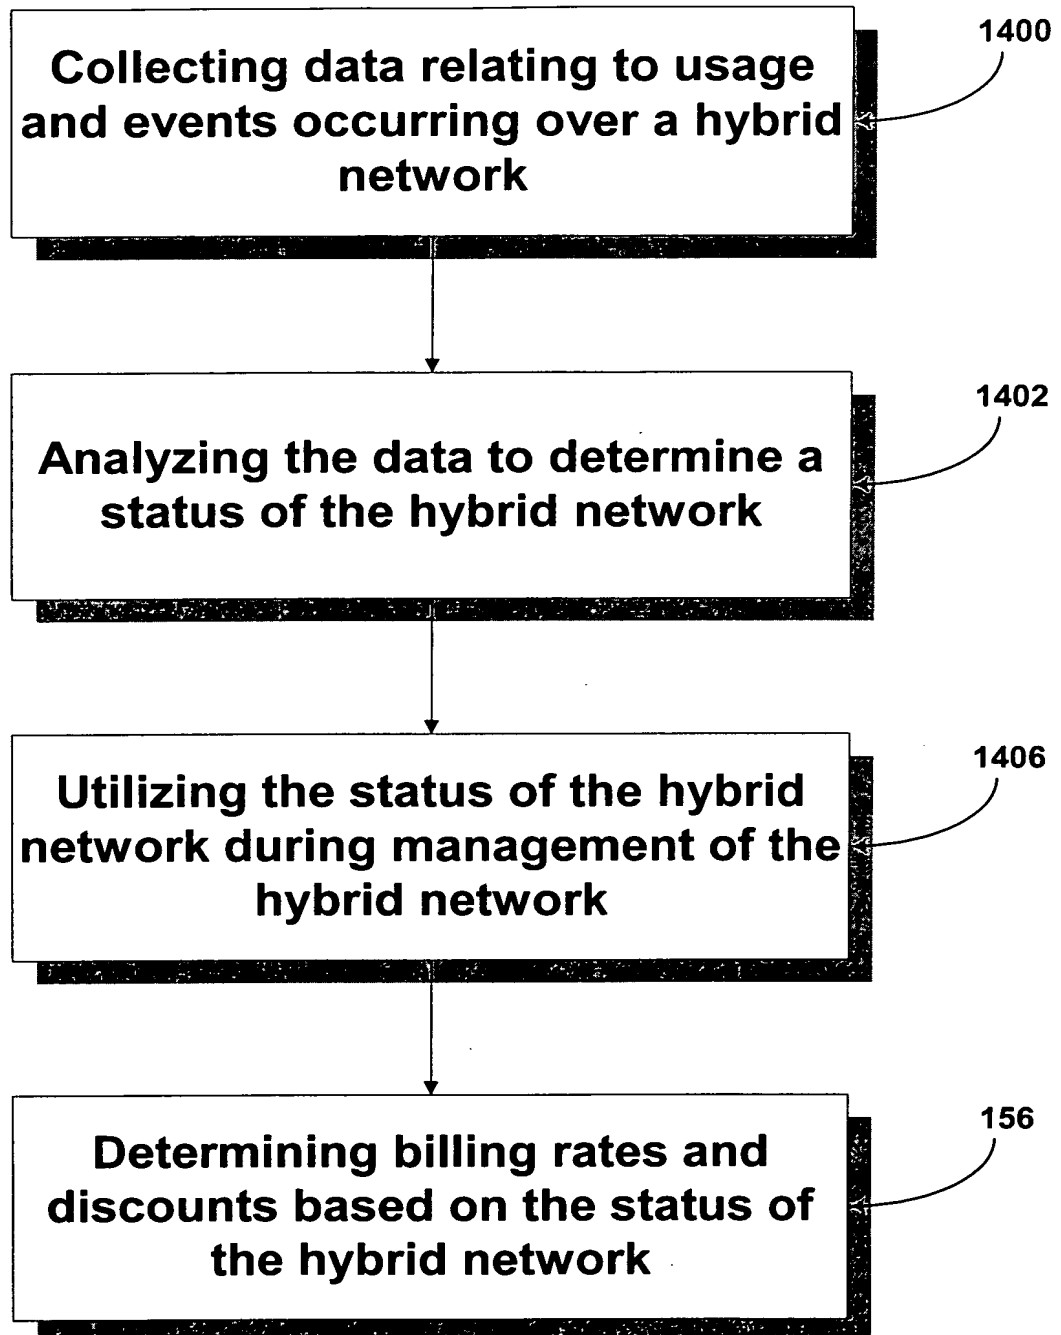 Collecting data relating to usage
and events occurring over a hybrid
network
1400
Analyzing the data to determine a
status of the hybrid network
1402
Utilizing the status of the hybrid
network during management of the
hybrid network
1406
Determining billing rates and
discounts based on the status of
the hybrid network
156